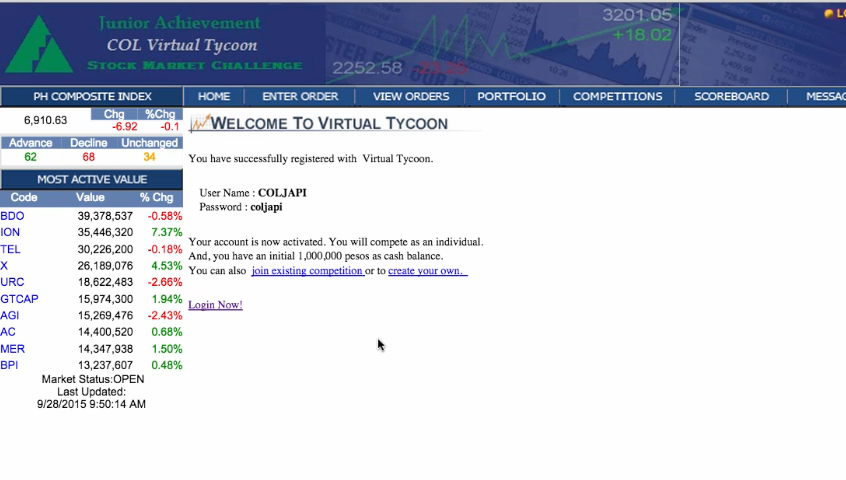 Junior Achievement
COL Virtual Tycoon
STOCK MARKET CHALLENGE
2252.58
3201.05
+18.02
PH COMPOSITE INDEX
HOME
ENTER ORDER
VIEW ORDERS
PORTFOLIO
COMPETITIONS
SCOREBOARD
MESSA
6,910.63
Chg %Chg
-6.92 -0.1
Advance Decline Unchanged
62 68 34
MOST ACTIVE VALUE
Code Value % Chg
BDO 39,378,537 -0.58%
ION 35,446,320 7.37%
TEL 30,226,200 -0.18%
X 26,189,076 4.53%
URC 18,622,483 -2.66%
GTCAP 15,974,300 1.94%
AGI 15,269,476 -2.43%
AC 14,400,520 0.68%
MER 14,347,938 1.50%
BPI 13,237,607 0.48%
Market Status:OPEN
Last Updated:
9/28/2015 9:50:14 AM
WELCOME TO VIRTUAL TYCOON
You have successfully registered with Virtual Tycoon.
User Name : COLJAPI
Password : coljapi
Your account is now activated. You will compete as an individual.
And, you have an initial 1,000,000 pesos as cash balance.
You can also join existing competition or to create your own.
Login Now!